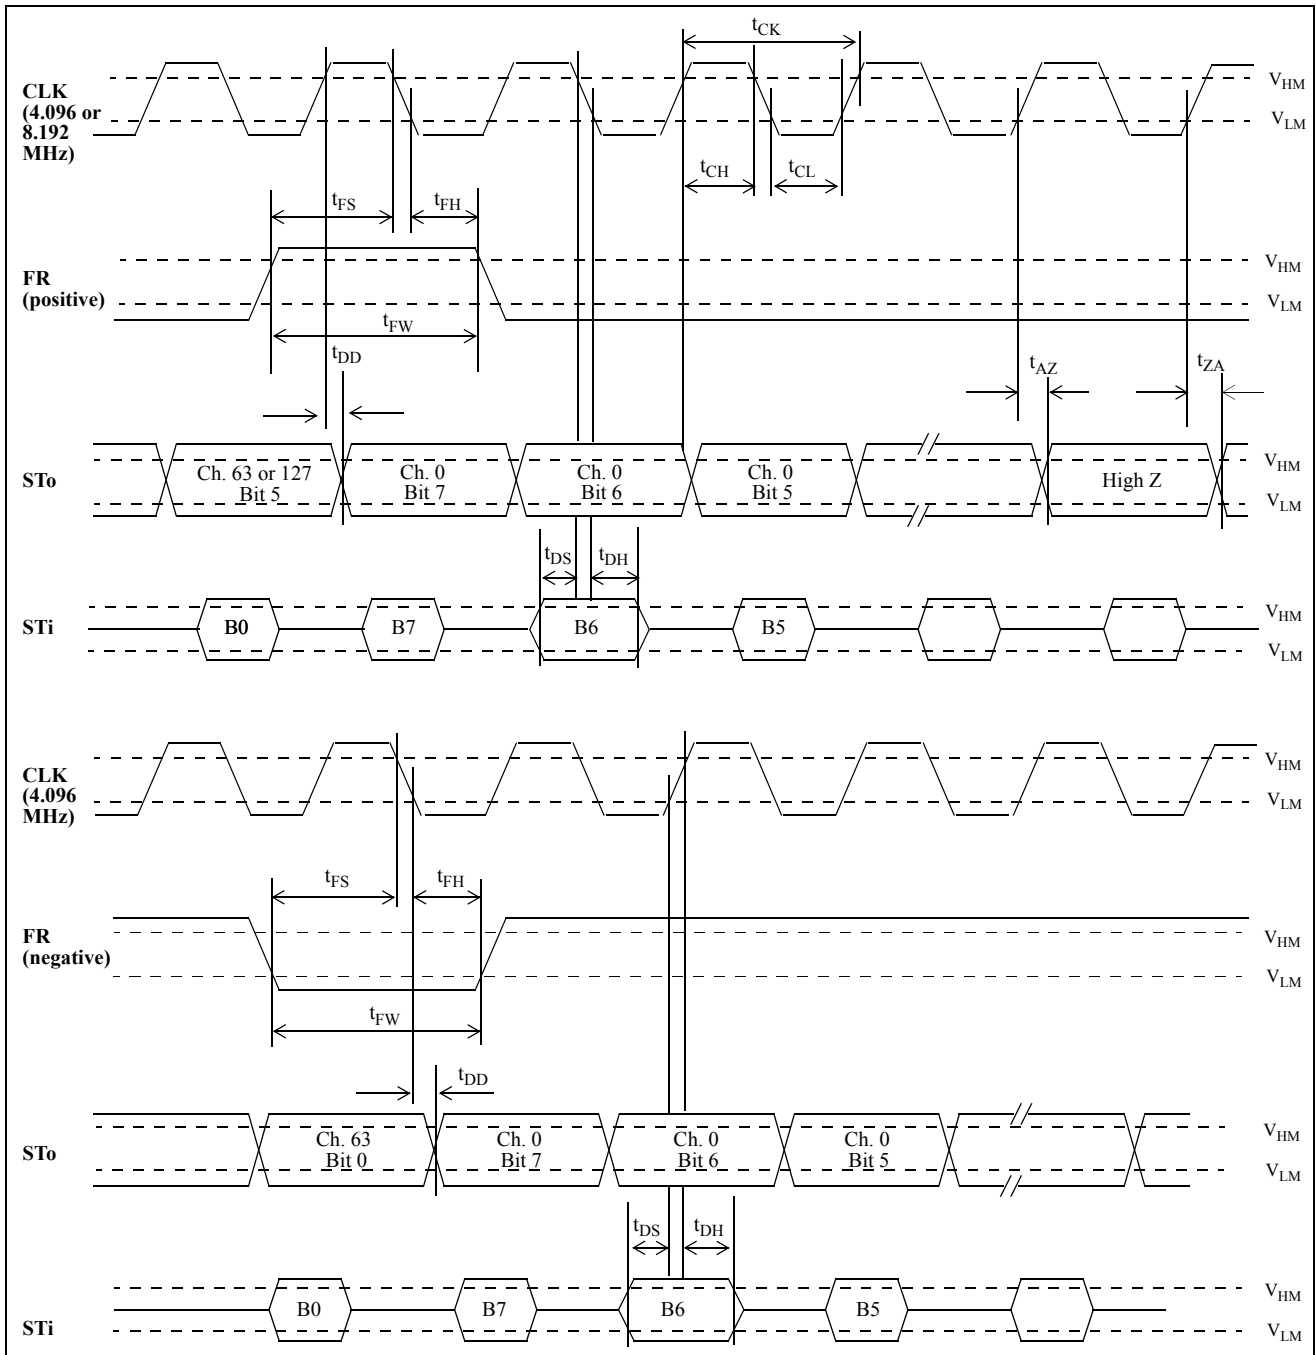 tCK
CLK
(4.096 or
8.192
MHz)
VHM
VLM
tCH
tCL
tFS
tFH
FR
(positive)
VHM
VLM
tFW
tDD
tAZ
tZA
STo
Ch. 63 or 127
Bit 5
Ch. 0
Bit 7
Ch. 0
Bit 6
Ch. 0
Bit 5
High Z
VHM
VLM
tDS
tDH
STi
B0
B7
B6
B5
VHM
VLM
CLK
(4.096
MHz)
VHM
VLM
tFS
tFH
FR
(negative)
VHM
VLM
tFW
tDD
STo
Ch. 63
Bit 0
Ch. 0
Bit 7
Ch. 0
Bit 6
Ch. 0
Bit 5
VHM
VLM
tDS
tDH
STi
B0
B7
B6
B5
VHM
VLM